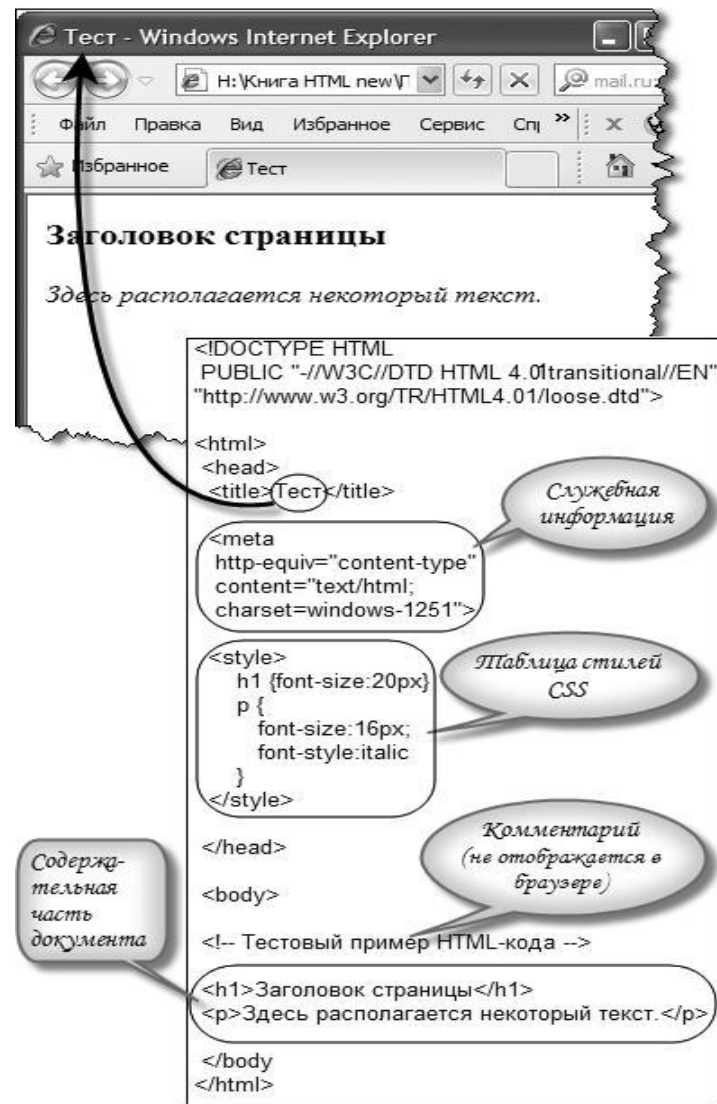 Тест - Windows Internet Explorer
H:\Книга HTML new\Г
mail.ru
Файл Правка Вид Избранное Сервис Спр »
Избранное Тест
Заголовок страницы
Здесь располагается некоторый текст.
<!DOCTYPE HTML
PUBLIC "-//W3C//DTD HTML 4.01transitional//EN"
"http://www.w3.org/TR/HTML4.01/loose.dtd">
<html>
<head>
<title>Тест</title>
Служебная
информация
<meta
http-equiv="content-type"
content="text/html;
charset=windows-1251">
<style>
h1 {font-size:20px}
p {
font-size:16px;
font-style:italic
}
</style>
Таблица стилей
CSS
</head>
Комментарий
(не отображается в
браузере)
Содержа-
тельная
часть
документа
<body>
<!-- Тестовый пример HTML-кода -->
<h1>Заголовок страницы</h1>
<p>Здесь располагается некоторый текст.</p>
</body
</html>